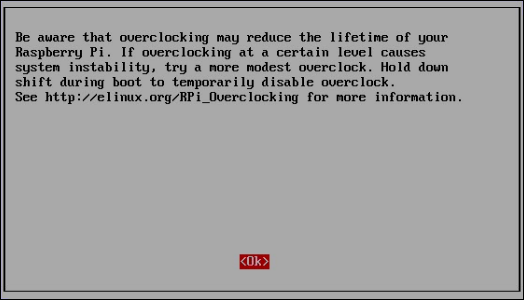 Be aware that overclocking may reduce the lifetime of your
Raspberry Pi. If overclocking at a certain level causes
system instability, try a more modest overclock. Hold down
shift during boot to temporarily disable overclock.
See http://elinux.org/RPi_Overclocking for more information.
<Ok>